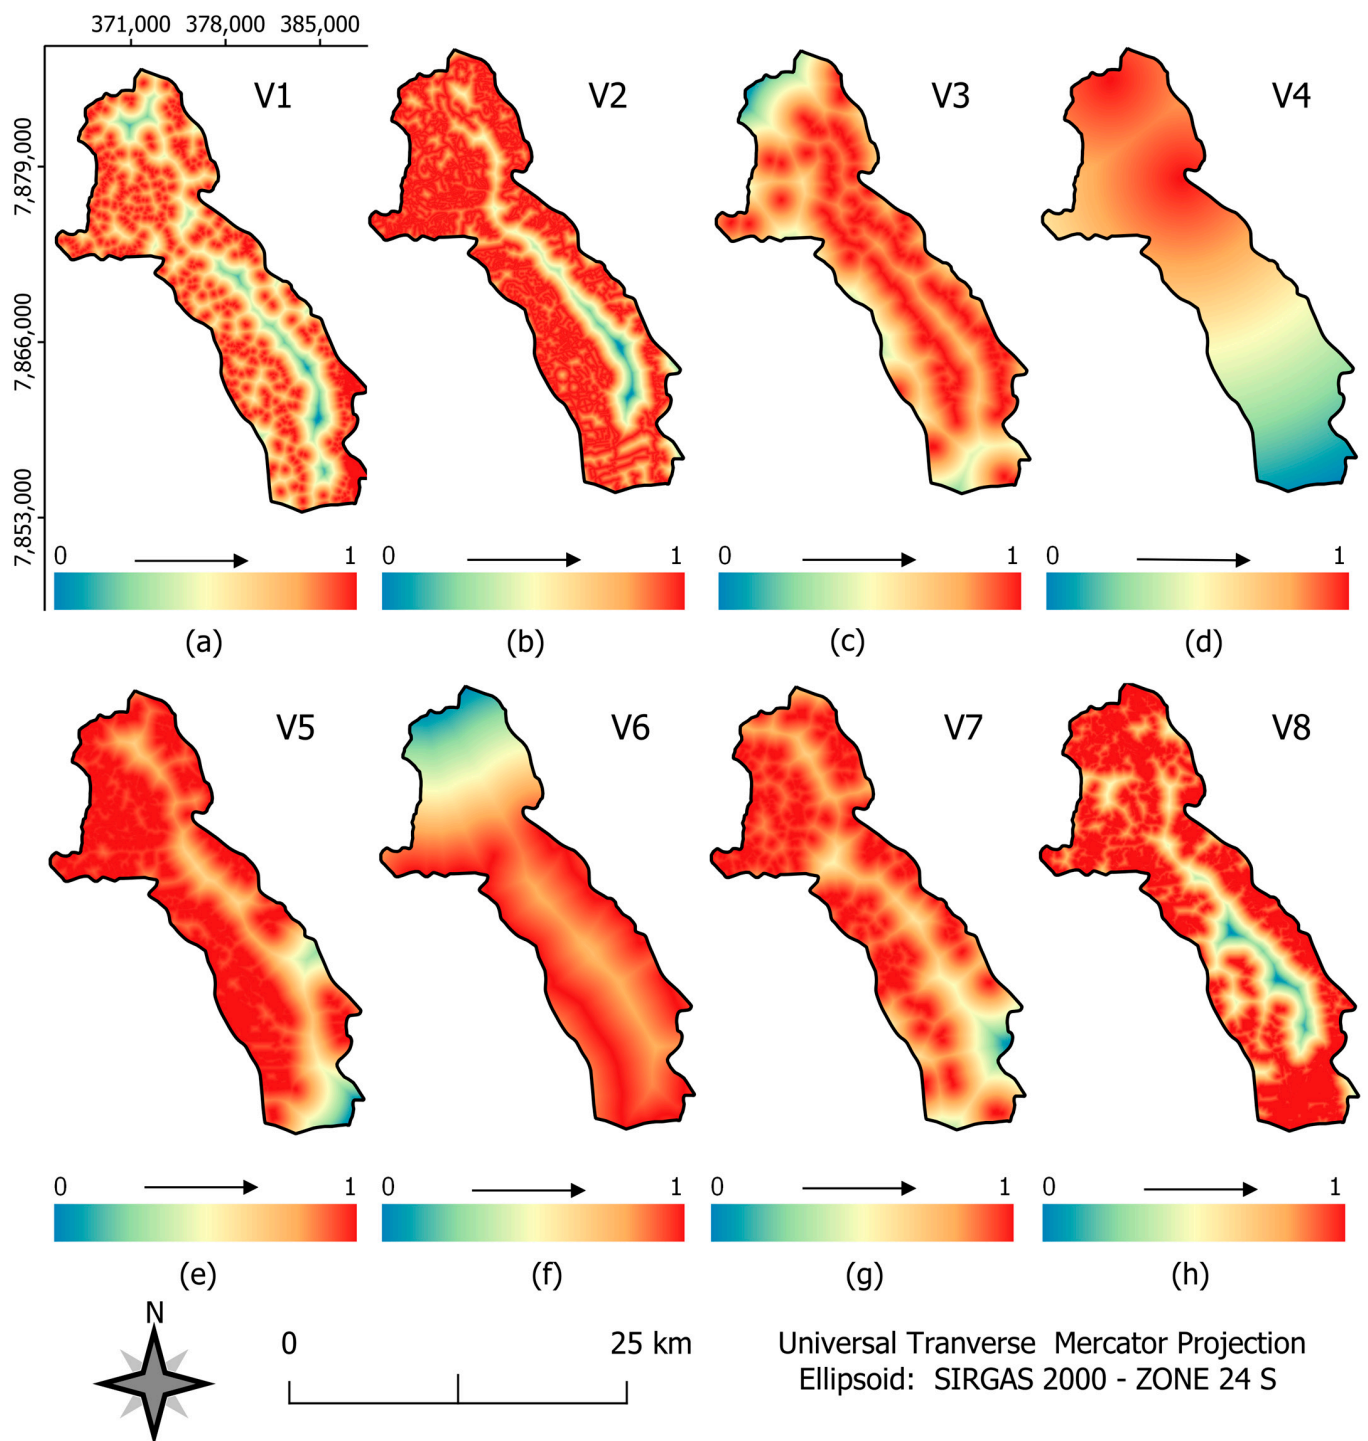 371,000 378,000 385,000
V1 V2 V3 V4
7,879,000
7,866,000
7,853,000
0 1 0 1 0 1 0 1
(a) (b) (c) (d)
V5 V6 V7 V8
0 1 0 1 0 1 0 1
(e) (f) (g) (h)
N
0 25 km
Universal Tranverse Mercator Projection
Ellipsoid: SIRGAS 2000 - ZONE 24 S